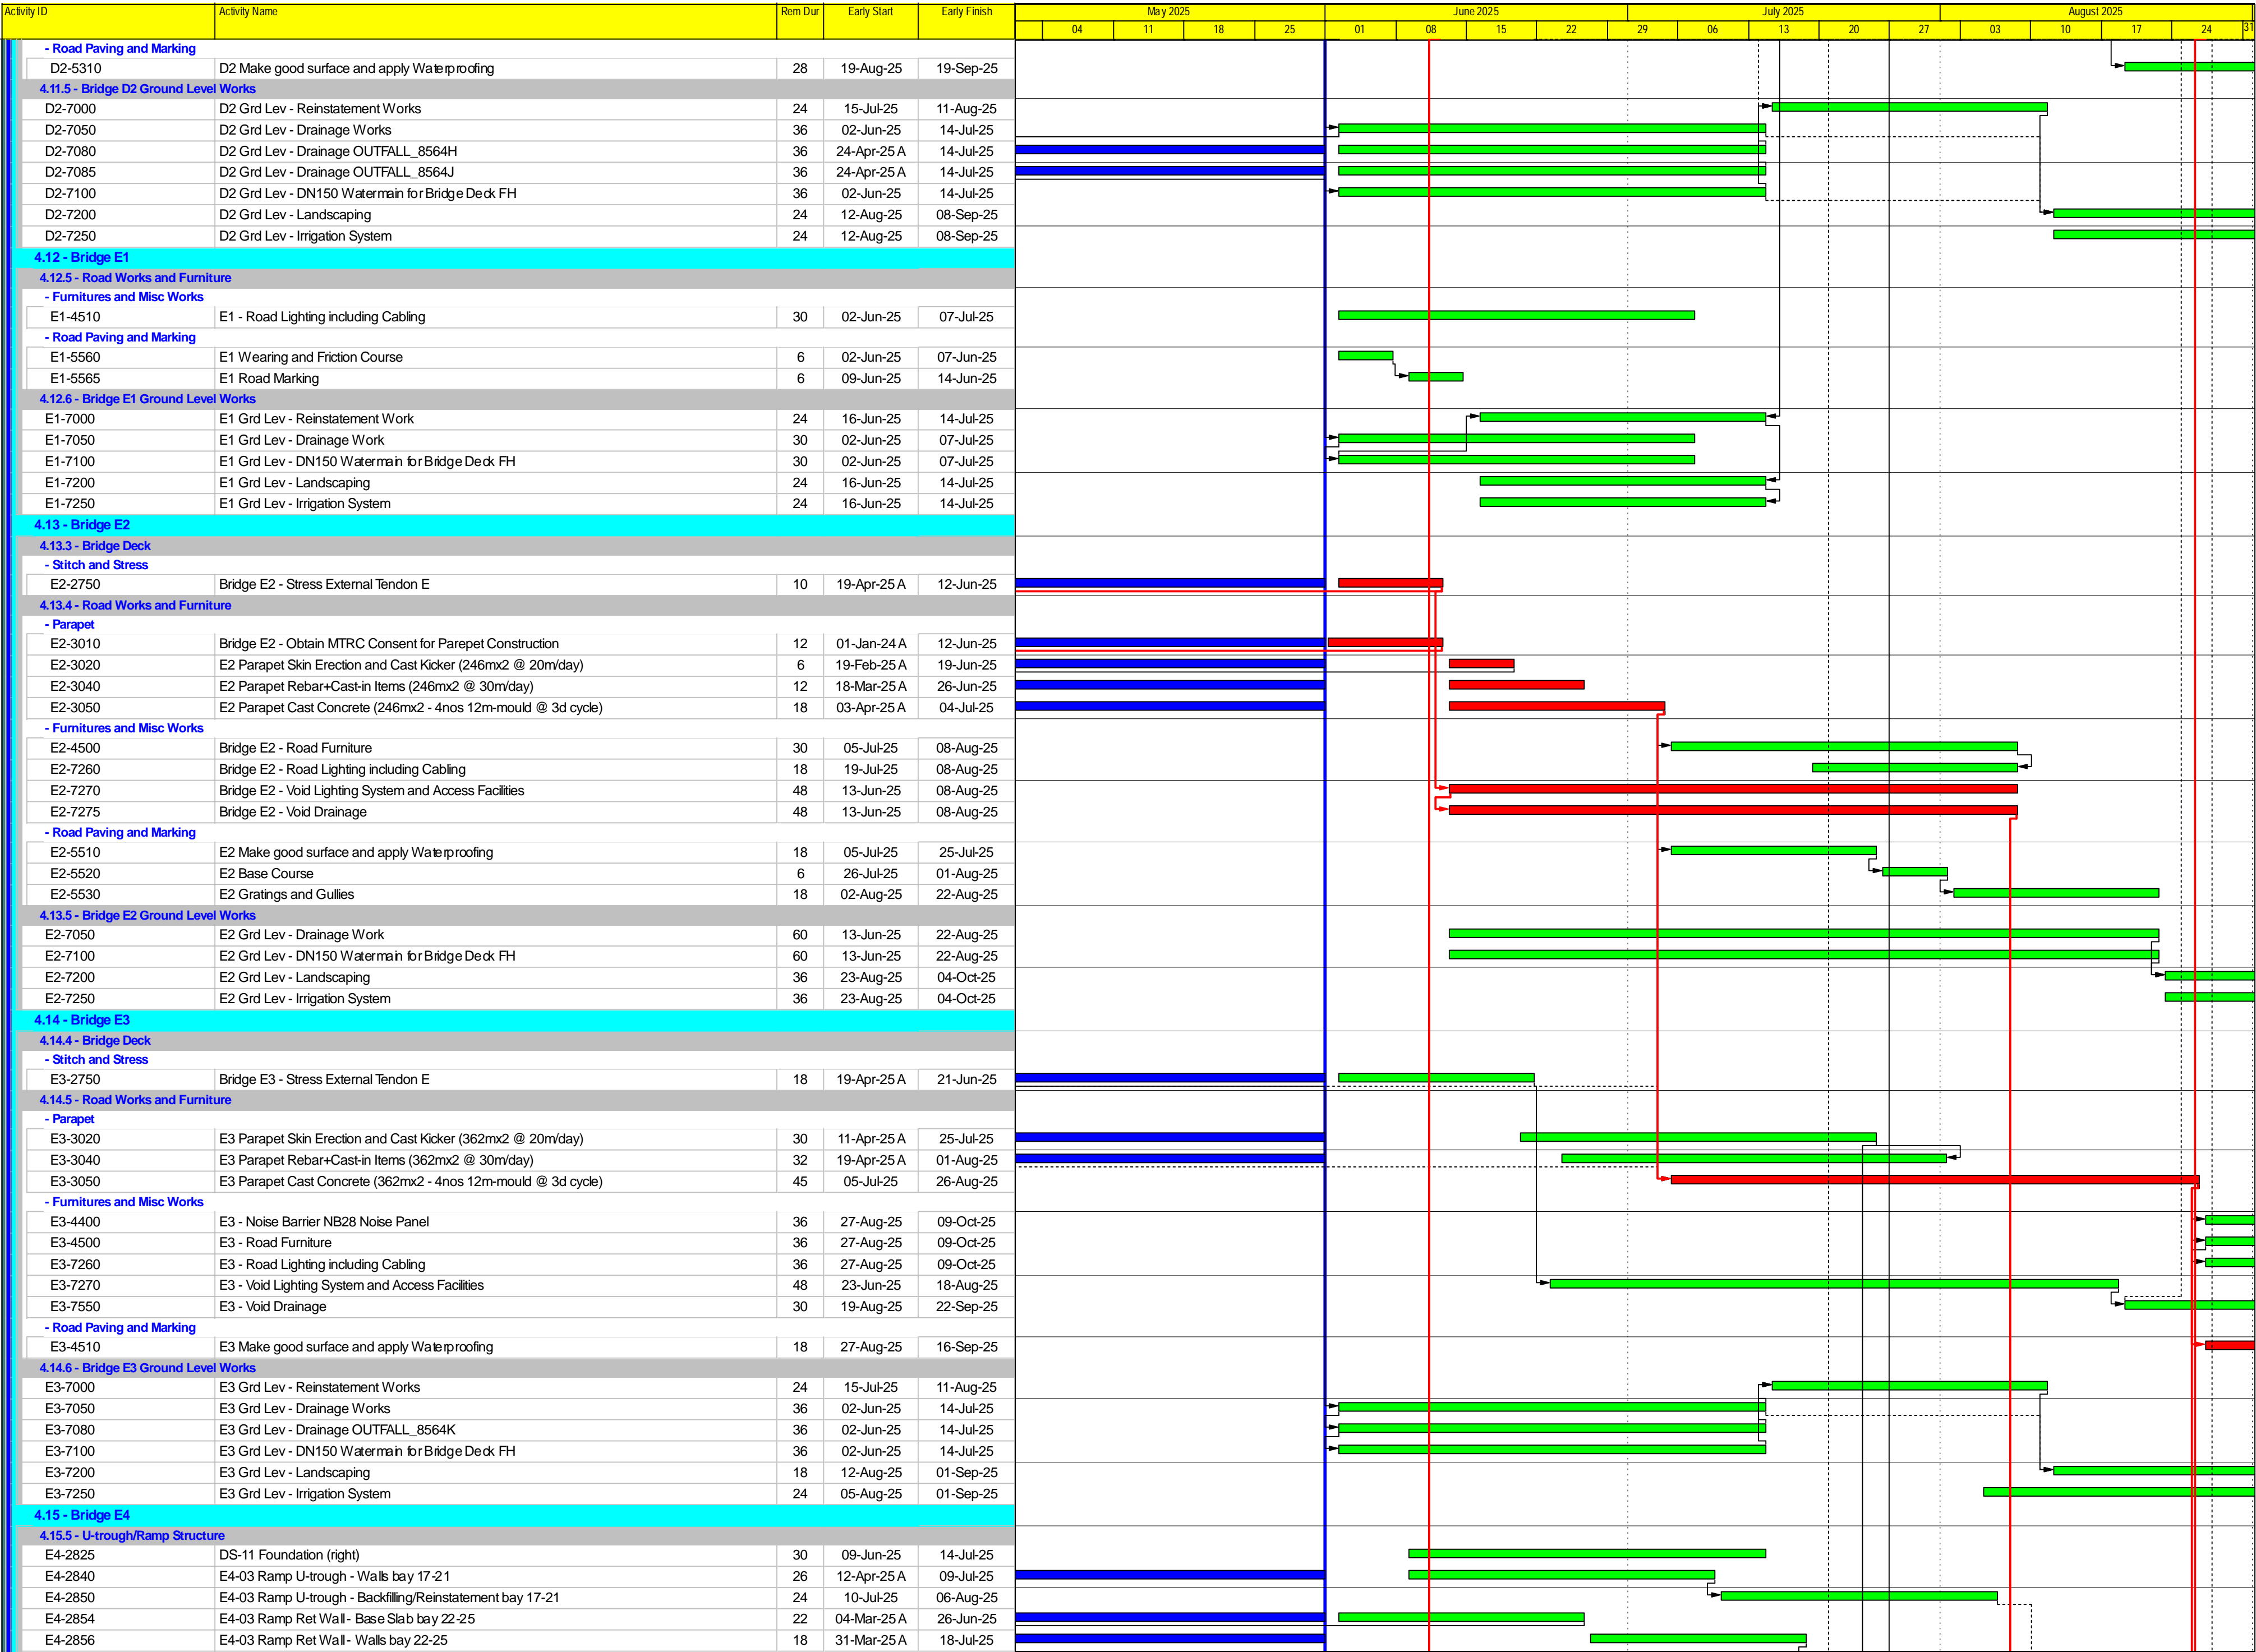 Activity ID Activity Name Rem Dur Early Start Early Finish May 2025 June 2025 July 2025 August 2025
04 11 18 25 01 08 15 22 29 06 13 20 27 03 10 17 24 31
- Road Paving and Marking
D2-5310 D2 Make good surface and apply Waterproofing 28 19-Aug-25 19-Sep-25
4.11.5 - Bridge D2 Ground Level Works
D2-7000 D2 Grd Lev - Reinstatement Works 24 15-Jul-25 11-Aug-25
D2-7050 D2 Grd Lev - Drainage Works 36 02-Jun-25 14-Jul-25
D2-7080 D2 Grd Lev - Drainage OUTFALL_8564H 36 24-Apr-25 A 14-Jul-25
D2-7085 D2 Grd Lev - Drainage OUTFALL_8564J 36 24-Apr-25 A 14-Jul-25
D2-7100 D2 Grd Lev - DN150 Watermain for Bridge Deck FH 36 02-Jun-25 14-Jul-25
D2-7200 D2 Grd Lev - Landscaping 24 12-Aug-25 08-Sep-25
D2-7250 D2 Grd Lev - Irrigation System 24 12-Aug-25 08-Sep-25
4.12 - Bridge E1
4.12.5 - Road Works and Furniture
- Furnitures and Misc Works
E1-4510 E1 - Road Lighting including Cabling 30 02-Jun-25 07-Jul-25
- Road Paving and Marking
E1-5560 E1 Wearing and Friction Course 6 02-Jun-25 07-Jun-25
E1-5565 E1 Road Marking 6 09-Jun-25 14-Jun-25
4.12.6 - Bridge E1 Ground Level Works
E1-7000 E1 Grd Lev - Reinstatement Work 24 16-Jun-25 14-Jul-25
E1-7050 E1 Grd Lev - Drainage Work 30 02-Jun-25 07-Jul-25
E1-7100 E1 Grd Lev - DN150 Watermain for Bridge Deck FH 30 02-Jun-25 07-Jul-25
E1-7200 E1 Grd Lev - Landscaping 24 16-Jun-25 14-Jul-25
E1-7250 E1 Grd Lev - Irrigation System 24 16-Jun-25 14-Jul-25
4.13 - Bridge E2
4.13.3 - Bridge Deck
- Stitch and Stress
E2-2750 Bridge E2 - Stress External Tendon E 10 19-Apr-25 A 12-Jun-25
4.13.4 - Road Works and Furniture
- Parapet
E2-3010 Bridge E2 - Obtain MTRC Consent for Parepet Construction 12 01-Jan-24 A 12-Jun-25
E2-3020 E2 Parapet Skin Erection and Cast Kicker (246mx2 @ 20m/day) 6 19-Feb-25 A 19-Jun-25
E2-3040 E2 Parapet Rebar+Cast-in Items (246mx2 @ 30m/day) 12 18-Mar-25 A 26-Jun-25
E2-3050 E2 Parapet Cast Concrete (246mx2 - 4nos 12m-mould @ 3d cycle) 18 03-Apr-25 A 04-Jul-25
- Furnitures and Misc Works
E2-4500 Bridge E2 - Road Furniture 30 05-Jul-25 08-Aug-25
E2-7260 Bridge E2 - Road Lighting including Cabling 18 19-Jul-25 08-Aug-25
E2-7270 Bridge E2 - Void Lighting System and Access Facilities 48 13-Jun-25 08-Aug-25
E2-7275 Bridge E2 - Void Drainage 48 13-Jun-25 08-Aug-25
- Road Paving and Marking
E2-5510 E2 Make good surface and apply Waterproofing 18 05-Jul-25 25-Jul-25
E2-5520 E2 Base Course 6 26-Jul-25 01-Aug-25
E2-5530 E2 Gratings and Gullies 18 02-Aug-25 22-Aug-25
4.13.5 - Bridge E2 Ground Level Works
E2-7050 E2 Grd Lev - Drainage Work 60 13-Jun-25 22-Aug-25
E2-7100 E2 Grd Lev - DN150 Watermain for Bridge Deck FH 60 13-Jun-25 22-Aug-25
E2-7200 E2 Grd Lev - Landscaping 36 23-Aug-25 04-Oct-25
E2-7250 E2 Grd Lev - Irrigation System 36 23-Aug-25 04-Oct-25
4.14 - Bridge E3
4.14.4 - Bridge Deck
- Stitch and Stress
E3-2750 Bridge E3 - Stress External Tendon E 18 19-Apr-25 A 21-Jun-25
4.14.5 - Road Works and Furniture
- Parapet
E3-3020 E3 Parapet Skin Erection and Cast Kicker (362mx2 @ 20m/day) 30 11-Apr-25 A 25-Jul-25
E3-3040 E3 Parapet Rebar+Cast-in Items (362mx2 @ 30m/day) 32 19-Apr-25 A 01-Aug-25
E3-3050 E3 Parapet Cast Concrete (362mx2 - 4nos 12m-mould @ 3d cycle) 45 05-Jul-25 26-Aug-25
- Furnitures and Misc Works
E3-4400 E3 - Noise Barrier NB28 Noise Panel 36 27-Aug-25 09-Oct-25
E3-4500 E3 - Road Furniture 36 27-Aug-25 09-Oct-25
E3-7260 E3 - Road Lighting including Cabling 36 27-Aug-25 09-Oct-25
E3-7270 E3 - Void Lighting System and Access Facilities 48 23-Jun-25 18-Aug-25
E3-7550 E3 - Void Drainage 30 19-Aug-25 22-Sep-25
- Road Paving and Marking
E3-4510 E3 Make good surface and apply Waterproofing 18 27-Aug-25 16-Sep-25
4.14.6 - Bridge E3 Ground Level Works
E3-7000 E3 Grd Lev - Reinstatement Works 24 15-Jul-25 11-Aug-25
E3-7050 E3 Grd Lev - Drainage Works 36 02-Jun-25 14-Jul-25
E3-7080 E3 Grd Lev - Drainage OUTFALL_8564K 36 02-Jun-25 14-Jul-25
E3-7100 E3 Grd Lev - DN150 Watermain for Bridge Deck FH 36 02-Jun-25 14-Jul-25
E3-7200 E3 Grd Lev - Landscaping 18 12-Aug-25 01-Sep-25
E3-7250 E3 Grd Lev - Irrigation System 24 05-Aug-25 01-Sep-25
4.15 - Bridge E4
4.15.5 - U-trough/Ramp Structure
E4-2825 DS-11 Foundation (right) 30 09-Jun-25 14-Jul-25
E4-2840 E4-03 Ramp U-trough - Walls bay 17-21 26 12-Apr-25 A 09-Jul-25
E4-2850 E4-03 Ramp U-trough - Backfilling/Reinstatement bay 17-21 24 10-Jul-25 06-Aug-25
E4-2854 E4-03 Ramp Ret Wall - Base Slab bay 22-25 22 04-Mar-25 A 26-Jun-25
E4-2856 E4-03 Ramp Ret Wall - Walls bay 22-25 18 31-Mar-25 A 18-Jul-25